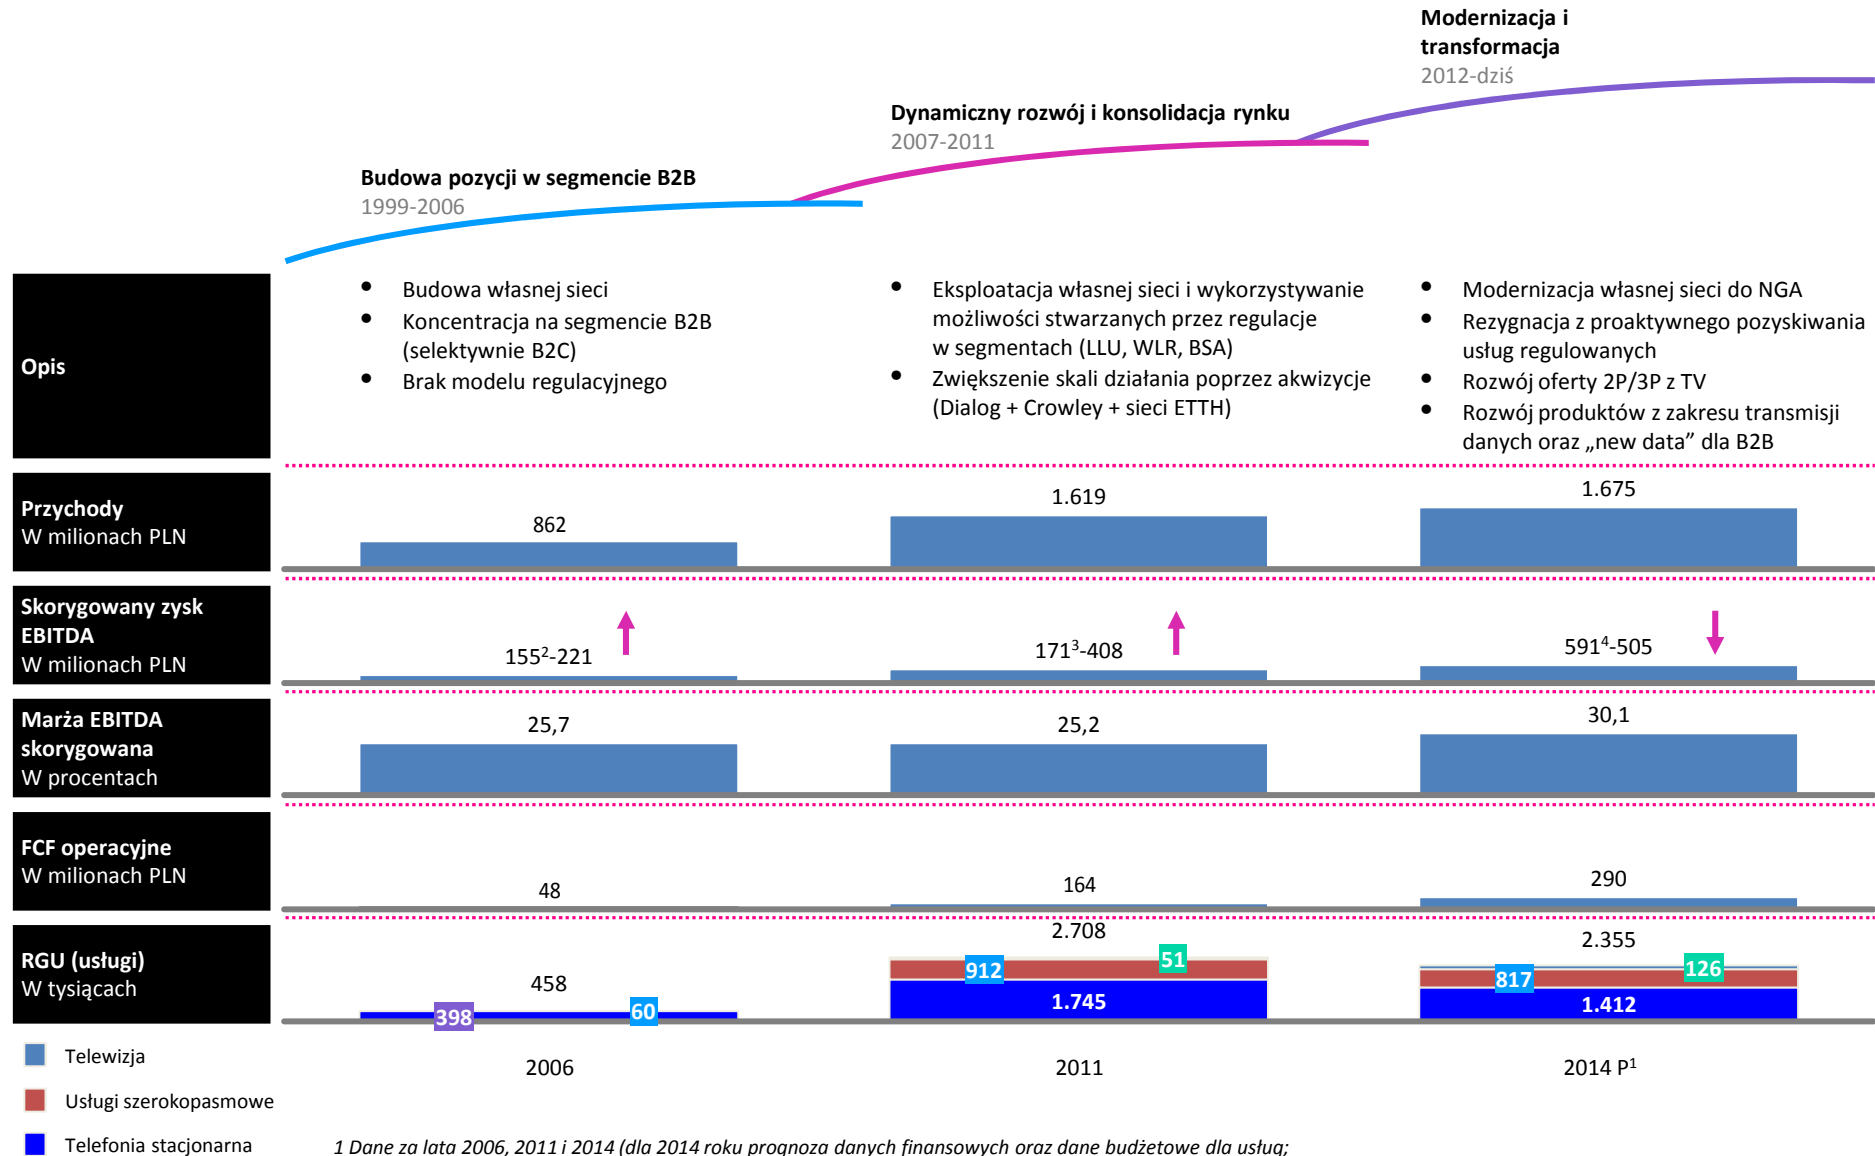 Modernizacja i
transformacja
2012-dziś
Dynamiczny rozwój i konsolidacja rynku
2007-2011
Budowa pozycji w segmencie B2B
1999-2006
Opis
• Budowa własnej sieci
• Koncentracja na segmencie B2B
(selektywnie B2C)
• Brak modelu regulacyjnego
• Eksploatacja własnej sieci i wykorzystywanie
możliwości stwarzanych przez regulacje
w segmentach (LLU, WLR, BSA)
• Zwiększenie skali działania poprzez akwizycje
(Dialog + Crowley + sieci ETTH)
• Modernizacja własnej sieci do NGA
• Rezygnacja z proaktywnego pozyskiwania
usług regulowanych
• Rozwój oferty 2P/3P z TV
• Rozwój produktów z zakresu transmisji
danych oraz „new data” dla B2B
Przychody
W milionach PLN
862
1.619
1.675
Skorygowany zysk
EBITDA
W milionach PLN
155²-221
171³-408
591⁴-505
Marża EBITDA
skorygowana
W procentach
25,7
25,2
30,1
FCF operacyjne
W milionach PLN
48
164
290
RGU (usługi)
W tysiącach
458
398
60
2.708
912
51
1.745
2.355
817
126
1.412
2006
2011
2014 P¹
Telewizja
Usługi szerokopasmowe
Telefonia stacjonarna
1 Dane za lata 2006, 2011 i 2014 (dla 2014 roku prognoza danych finansowych oraz dane budżetowe dla usług;